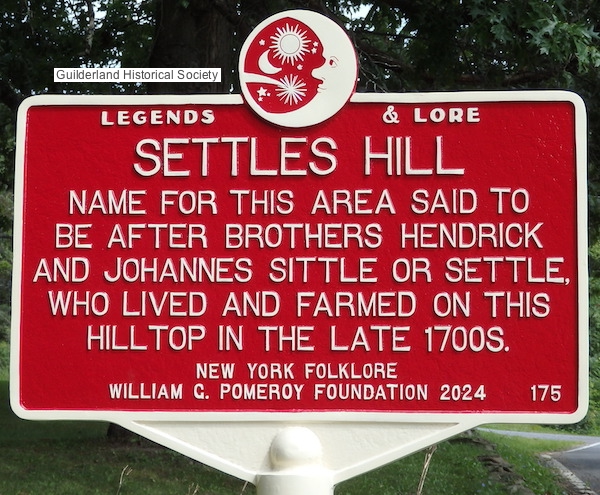 Guilderland Historical Society
LEGENDS & LORE
SETTLES HILL
NAME FOR THIS AREA SAID TO
BE AFTER BROTHERS HENDRICK
AND JOHANNES SITTLE OR SETTLE,
WHO LIVED AND FARMED ON THIS
HILLTOP IN THE LATE 1700S.
NEW YORK FOLKLORE
WILLIAM G. POMEROY FOUNDATION 2024 175